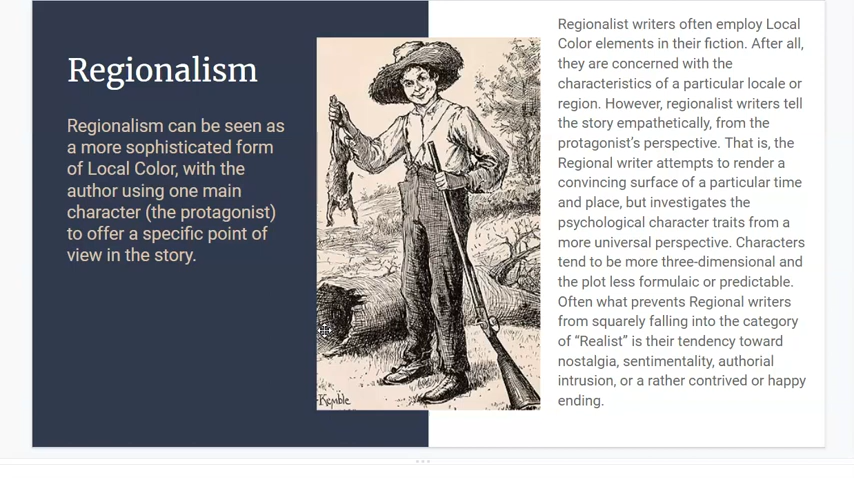 Regionalism
Regionalism can be seen as
a more sophisticated form
of Local Color, with the
author using one main
character (the protagonist)
to offer a specific point of
view in the story.
Kemble
Regionalist writers often employ Local
Color elements in their fiction. After all,
they are concerned with the
characteristics of a particular locale or
region. However, regionalist writers tell
the story empathetically, from the
protagonist’s perspective. That is, the
Regional writer attempts to render a
convincing surface of a particular time
and place, but investigates the
psychological character traits from a
more universal perspective. Characters
tend to be more three-dimensional and
the plot less formulaic or predictable.
Often what prevents Regional writers
from squarely falling into the category
of “Realist” is their tendency toward
nostalgia, sentimentality, authorial
intrusion, or a rather contrived or happy
ending.